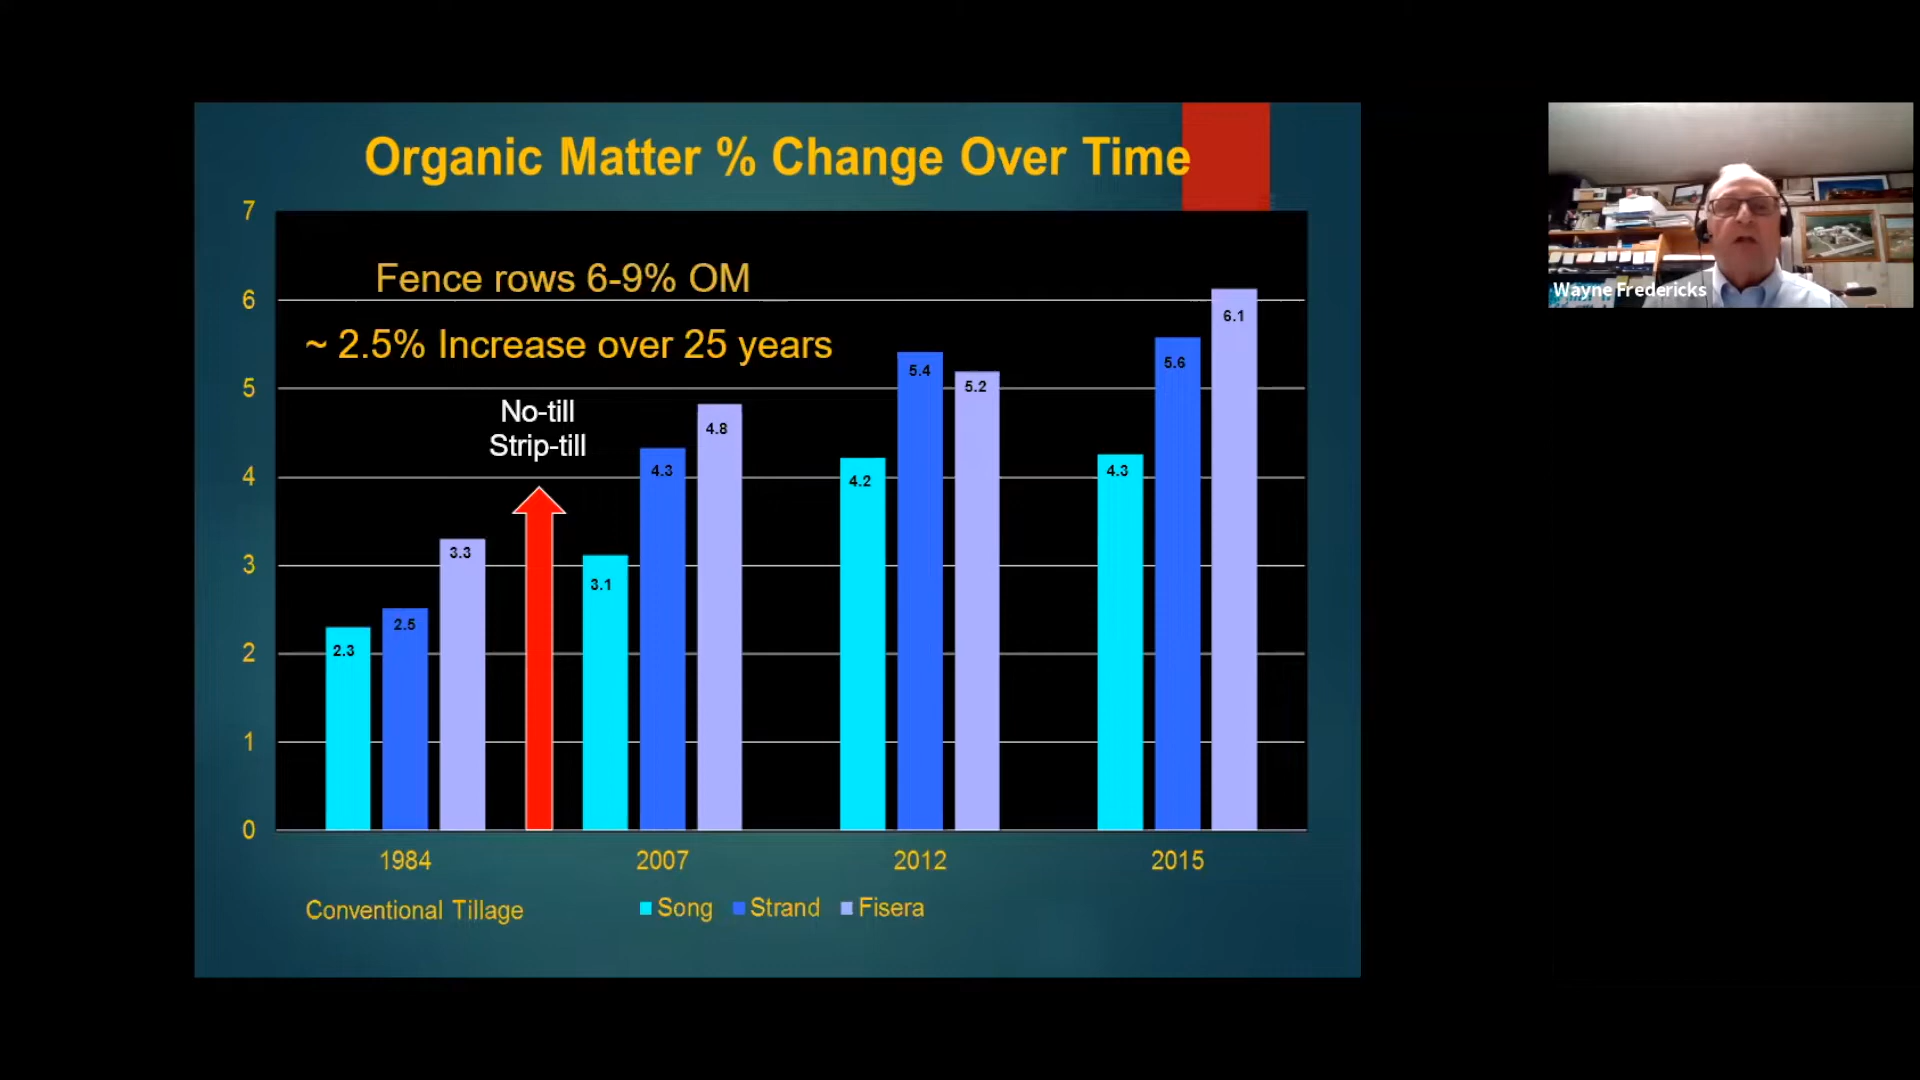 Organic Matter % Change Over Time
7
Fence rows 6-9% OM
6
~ 2.5% Increase over 25 years
5
No-till
Strip-till
4
3
2
1
0
2.3
2.5
3.3
3.1
4.3
4.8
4.2
5.4
5.2
4.3
5.6
6.1
1984
2007
2012
2015
Conventional Tillage
Song
Strand
Fisera
Wayne Fredericks